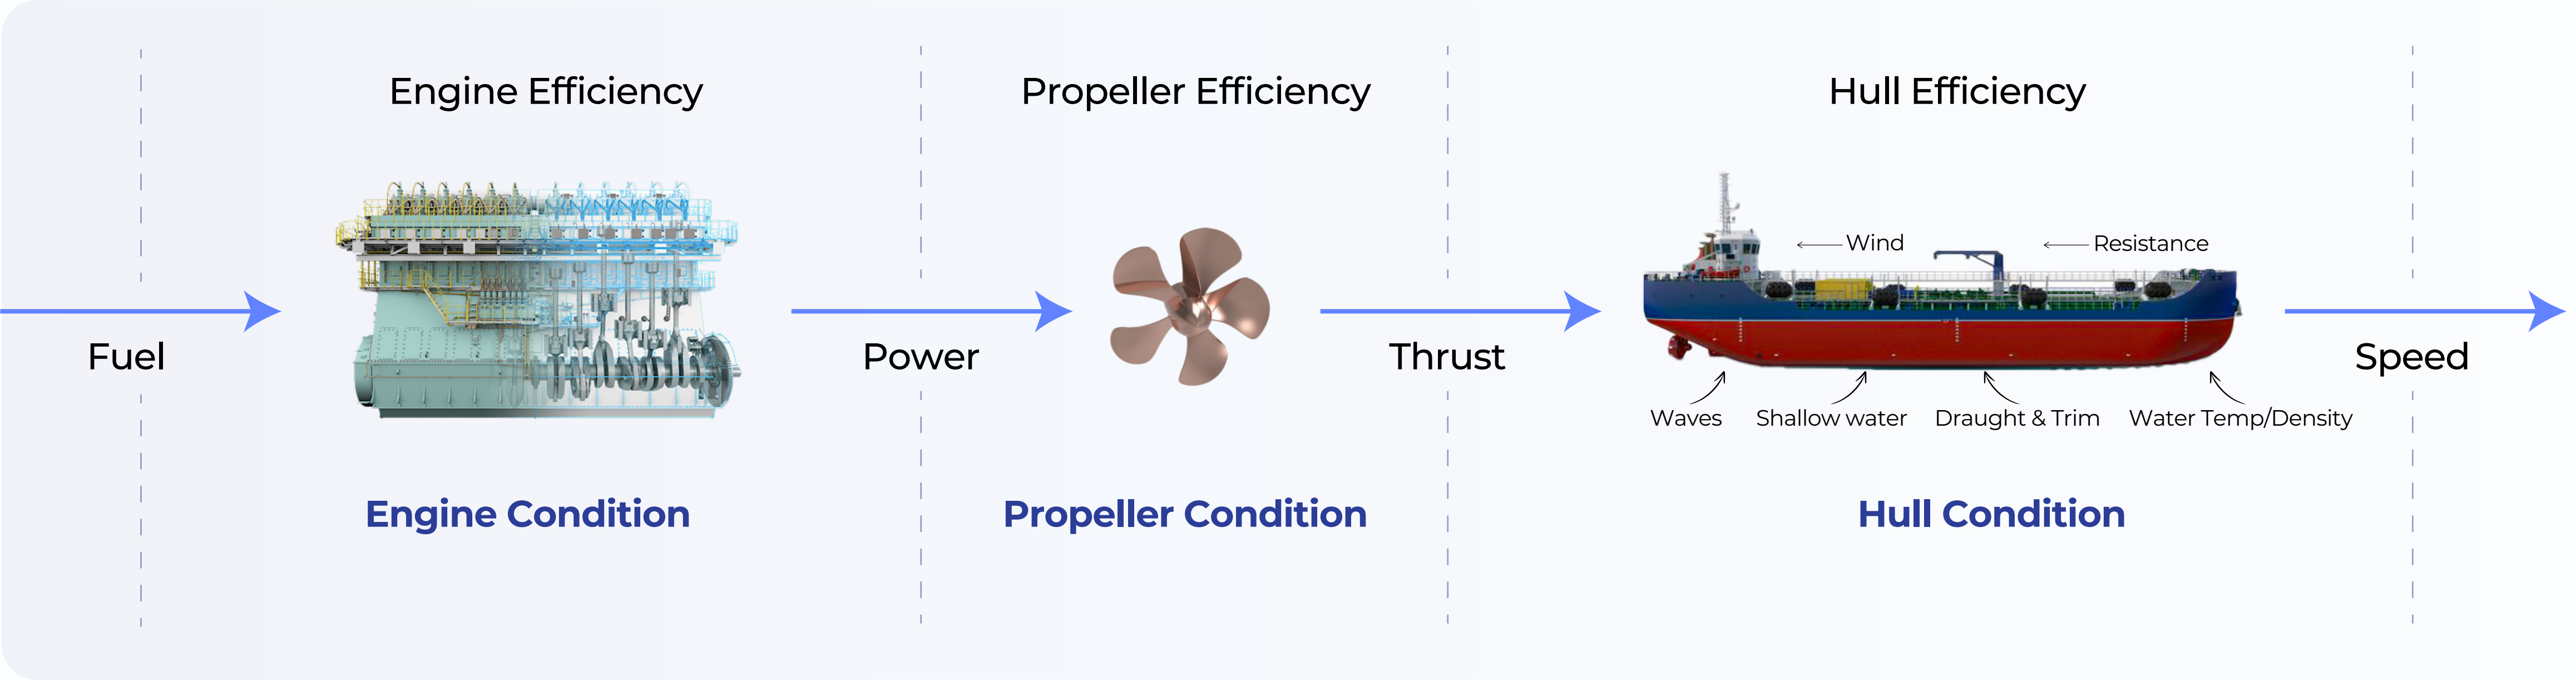 Engine Efficiency
Propeller Efficiency
Hull Efficiency
Wind
Resistance
Fuel
Power
Thrust
Speed
Waves
Shallow water
Draught & Trim
Water Temp/Density
Engine Condition
Propeller Condition
Hull Condition